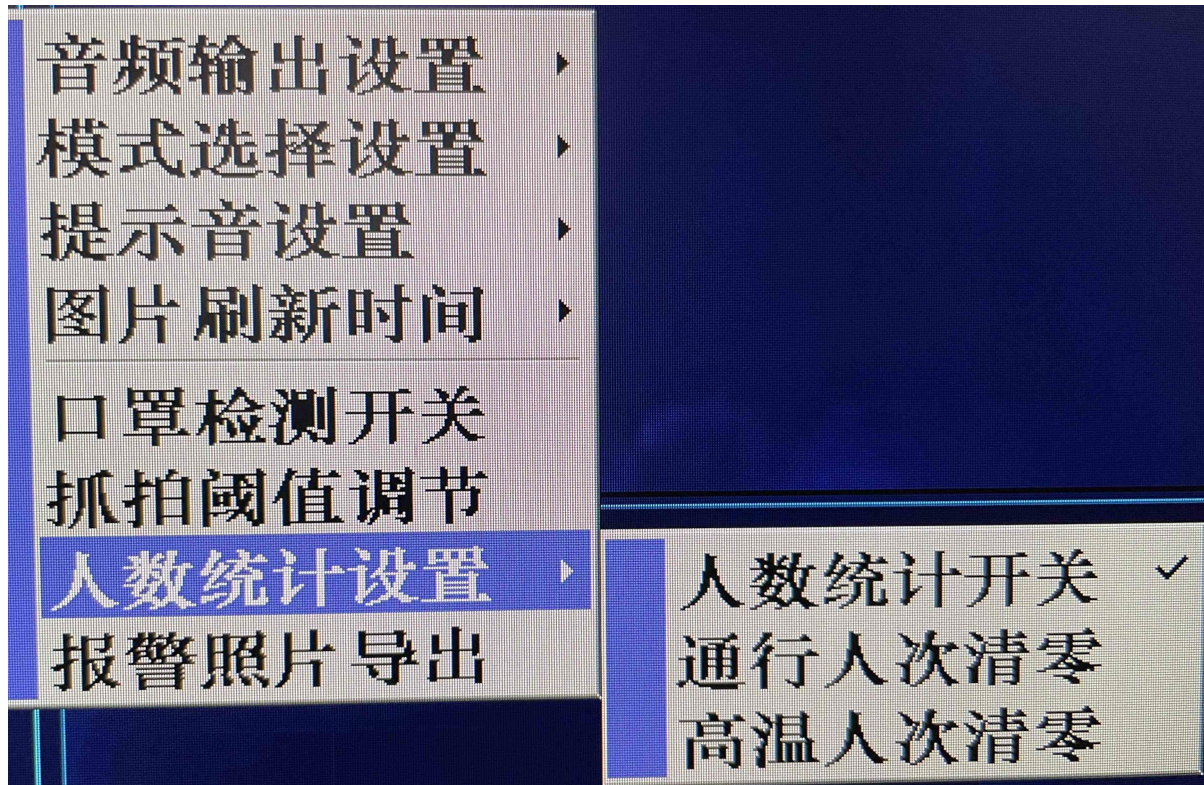 音频输出设置
模式选择设置
提示音设置
图片刷新时间
口罩检测开关
抓拍阈值调节
人数统计设置
报警照片导出
人数统计开关
通行人次清零
高温人次清零